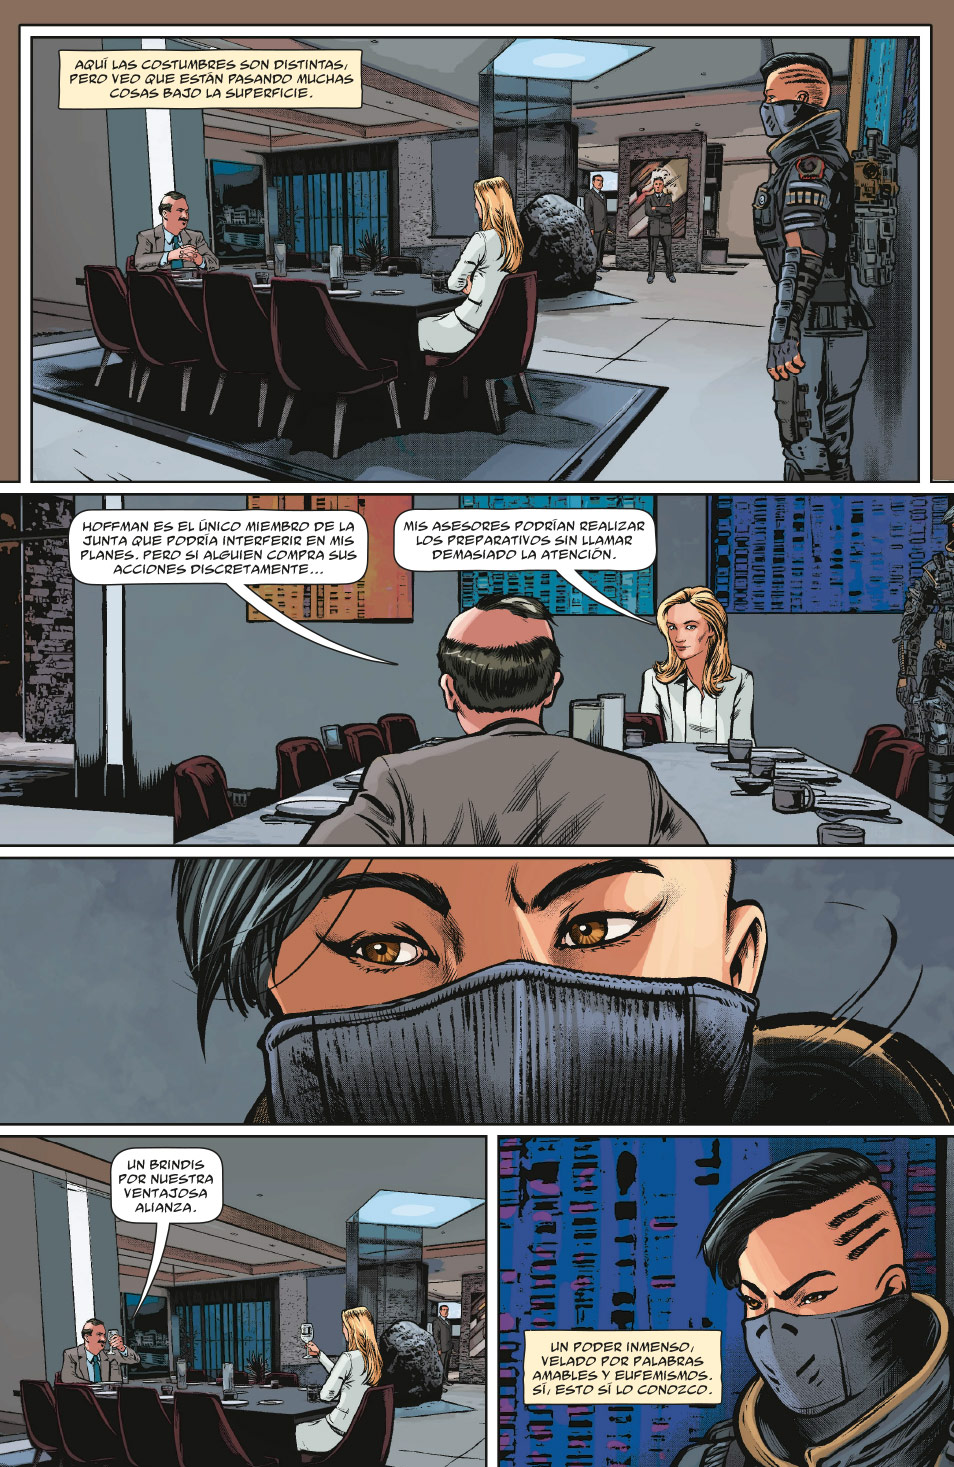 AQUÍ LAS COSTUMBRES SON DISTINTAS,
PERO VEO QUE ESTÁN PASANDO MUCHAS
COSAS BAJO LA SUPERFICIE.
HOFFMAN ES EL ÚNICO MIEMBRO DE LA
JUNTA QUE PODRÍA INTERFERIR EN MIS
PLANES. PERO SI ALGUIEN COMPRA SUS
ACCIONES DISCRETAMENTE...
MIS ASESORES PODRÍAN REALIZAR
LOS PREPARATIVOS SIN LLAMAR
DEMASIADO LA ATENCIÓN.
UN BRINDIS
POR NUESTRA
VENTAJOSA
ALIANZA.
UN PODER INMENSO,
VELADO POR PALABRAS
AMABLES Y EUFEMISMOS.
SÍ, ESTO SÍ LO CONOZCO.